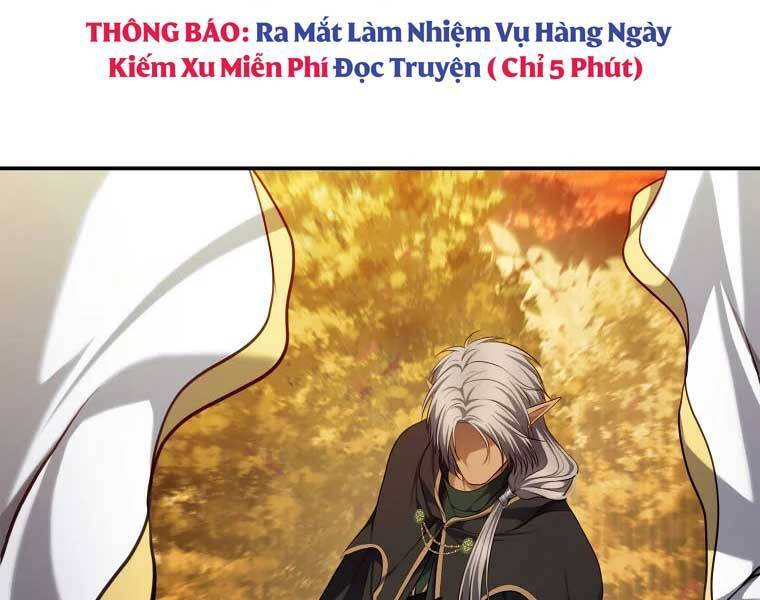 THÔNG BÁO: Ra Mắt Làm Nhiệm Vụ Hàng Ngày
Kiếm Xu Miễn Phí Đọc Truyện ( Chỉ 5 Phút)